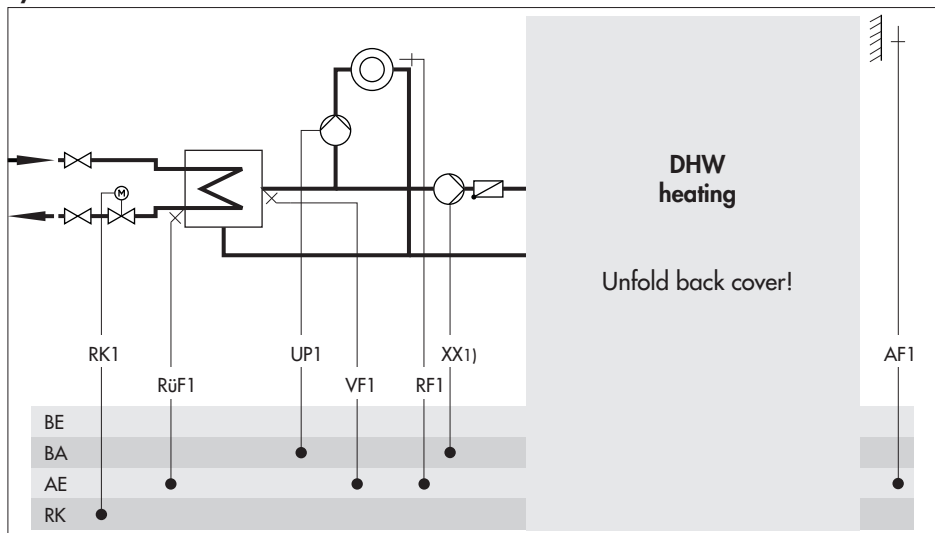 DHW
heating
Unfold back cover!
M
RK1
UP1
XX1)
AF1
RüF1
VF1
RF1
BE
BA
AE
RK